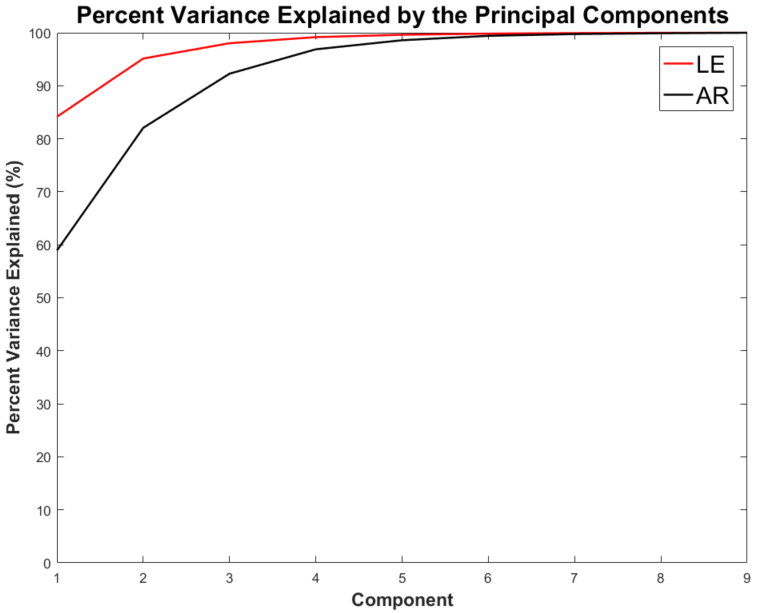 Percent Variance Explained by the Principal Components
LE
AR
100
90
80
70
60
50
40
30
20
10
0
Percent Variance Explained (%)
1 2 3 4 5 6 7 8 9
Component